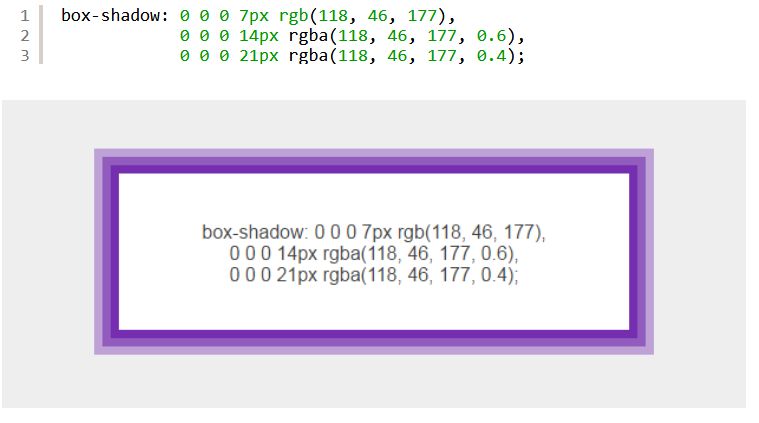 1 box-shadow: 0 0 0 7px rgb(118, 46, 177),
2 0 0 0 14px rgba(118, 46, 177, 0.6),
3 0 0 0 21px rgba(118, 46, 177, 0.4);
box-shadow: 0 0 0 7px rgb(118, 46, 177),
0 0 0 14px rgba(118, 46, 177, 0.6),
0 0 0 21px rgba(118, 46, 177, 0.4);